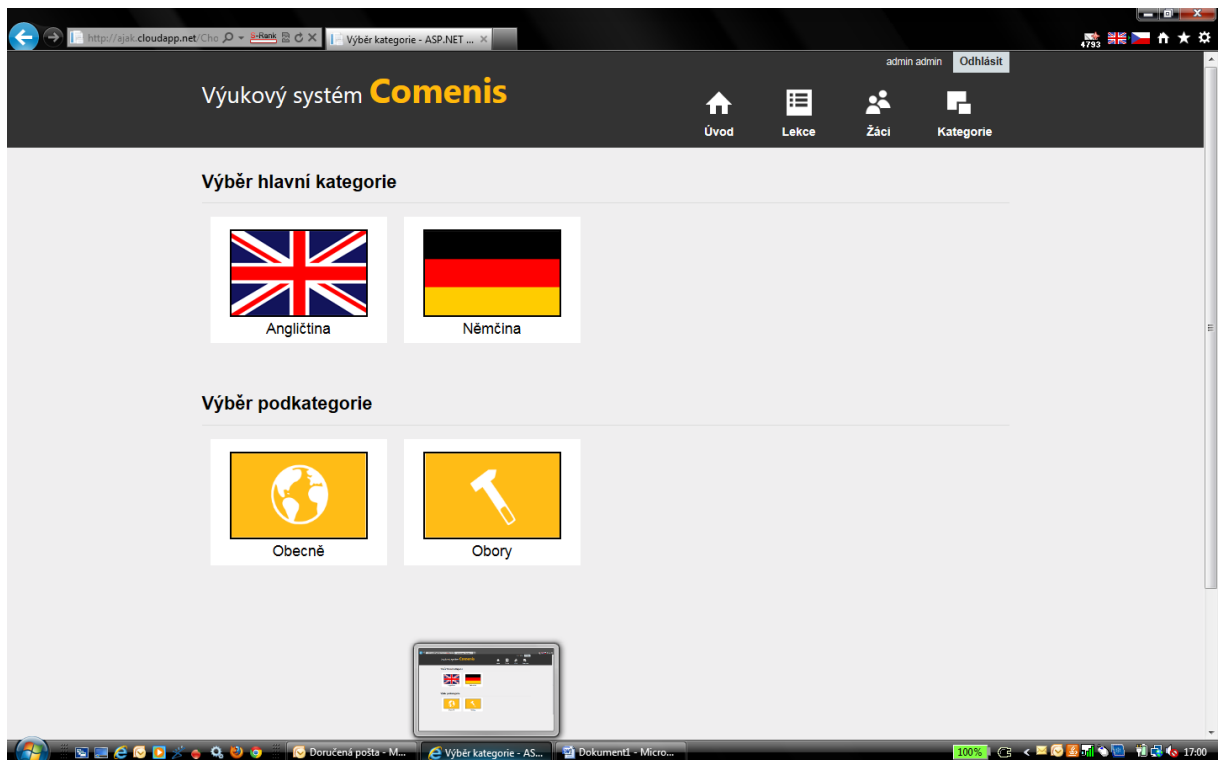 http://ajak.cloudapp.net/Cho
S-Rank
Výběr kategorie - ASP.NET ...
4793
admin admin
Odhlásit
Výukový systém Comenis
Úvod
Lekce
Žáci
Kategorie
Výběr hlavní kategorie
Angličtina
Němčina
Výběr podkategorie
Obecně
Obory
Doručená pošta - M...
Výběr kategorie - AS...
Dokument1 - Micro...
100%
17:00